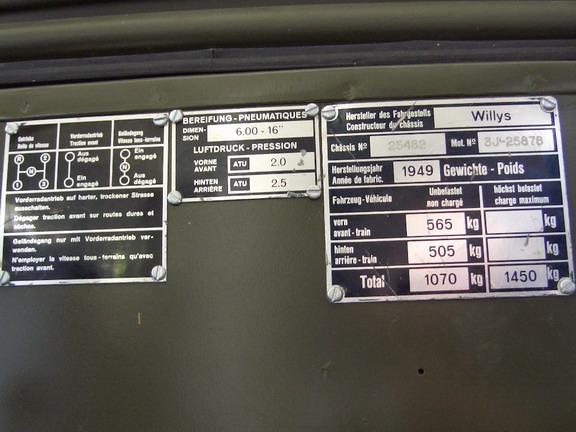 Getriebe
Boîte de vitesse
Vorderradantrieb
Traction avant
Geländegang
Vitesse tous-terrains
R 2
N
1 3
Aus
dégagé
Ein
engagé
Ein
engagé
N
Aus
dégagé
Vorderradantrieb auf harter, trockener Strasse
ausschalten.
Dégager traction avant sur routes dures et
sèches.
Geländegang nur mit Vorderradantrieb ver-
wenden.
N'employer la vitesse tous-terrains qu'avec
traction avant.
BEREIFUNG-PNEUMATIQUES
DIMEN-
SION
6.00-16"
LUFTDRUCK-PRESSION
VORNE
AVANT
ATU
2.0
HINTEN
ARRIÈRE
ATU
2.5
Hersteller des Fahrgestells
Constructeur du châssis
Willys
Châssis Nº
25482
Mot. Nº
3J-25878
Herstellungsjahr
Année de fabric.
1949
Gewichte-Poids
Fahrzeug-Véhicule
Unbelastet
non chargé
höchst belastet
charge maximum
vorn
avant-train
565 kg
kg
hinten
arrière-train
505 kg
kg
Total
1070 kg
1450 kg